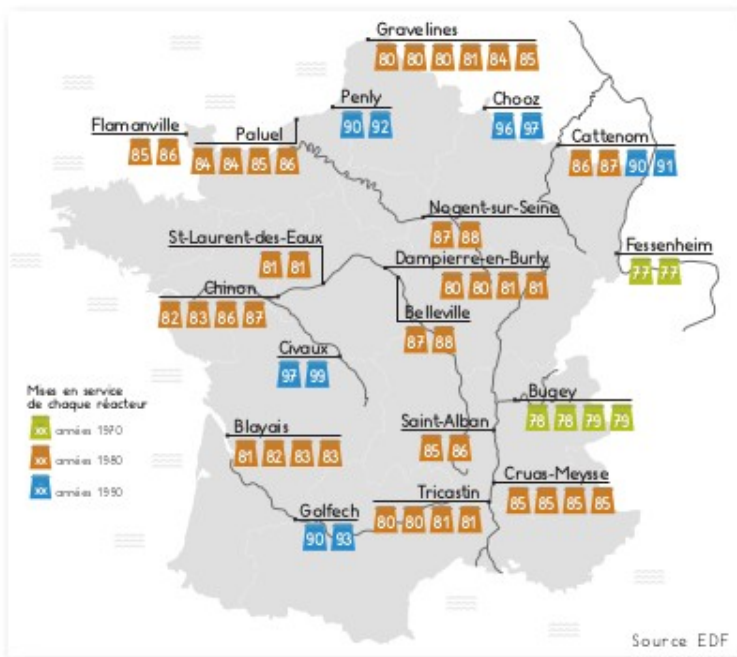 Gravelines
80 80 80 81 84 85
Penly
90 92
Chooz
96 97
Flamanville
85 86
Paluel
84 84 85 86
Cattenom
86 87 90 91
Nogent-sur-Seine
87 88
St-Laurent-des-Eaux
81 81
Dampierre-en-Burly
80 80 81 81
Fessenheim
77 77
Chinon
82 83 86 87
Belleville
87 88
Civaux
97 99
Bugey
78 78 79 79
Mises en service
de chaque réacteur
xx années 1970
xx années 1980
xx années 1990
Blayais
81 82 83 83
Saint-Alban
85 86
Cruas-Meysse
85 85 85 85
Tricastin
80 80 81 81
Golfech
90 93
Source EDF